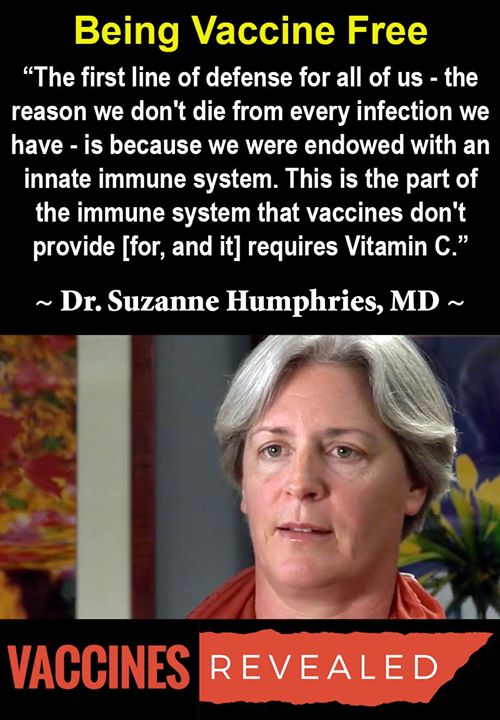 Being Vaccine Free
“The first line of defense for all of us - the
reason we don't die from every infection we
have - is because we were endowed with an
innate immune system. This is the part of
the immune system that vaccines don't
provide [for, and it] requires Vitamin C.”
~ Dr. Suzanne Humphries, MD ~
VACCINES REVEALED